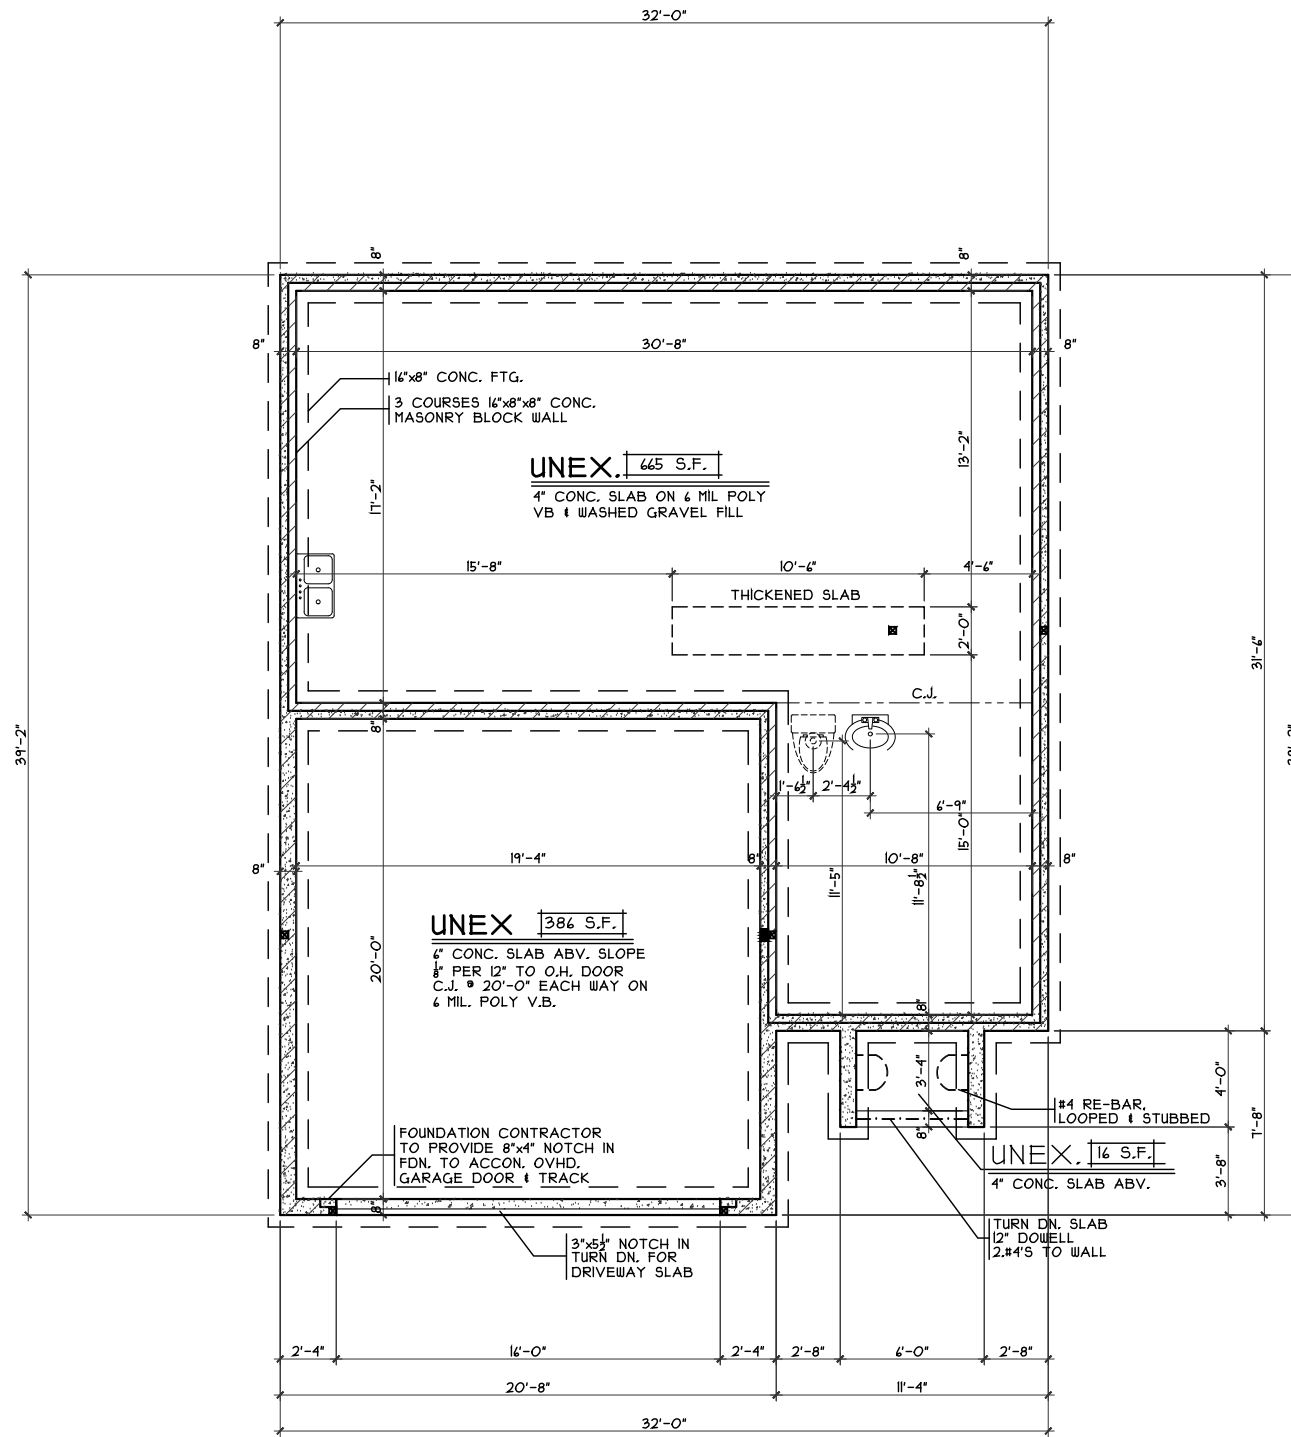 32'-0"
8"
8"
8"
30'-8"
8"
16"x8" CONC. FTG.
3 COURSES 16"x8"x8" CONC.
MASONRY BLOCK WALL
13'-2"
UNEX. 665 S.F.
17'-2"
4" CONC. SLAB ON 6 MIL POLY
VB & WASHED GRAVEL FILL
15'-8"
10'-6"
4'-6"
THICKENED SLAB
2'-0"
31'-6"
C.J.
39'-2"
8"
1'-6½"
2'-4½"
6'-9"
15'-0"
8"
19'-4"
8"
10'-8"
8"
11'-5"
11'-8½"
UNEX 386 S.F.
20'-0"
6" CONC. SLAB ABV. SLOPE
⅛" PER 12" TO O.H. DOOR
C.J. @ 20'-0" EACH WAY ON
6 MIL. POLY V.B.
8"
3'-4"
4'-0"
#4 RE-BAR,
LOOPED & STUBBED
8"
7'-8"
FOUNDATION CONTRACTOR
TO PROVIDE 8"x4" NOTCH IN
FDN. TO ACCON. OVHD.
GARAGE DOOR & TRACK
UNEX. 16 S.F.
4" CONC. SLAB ABV.
3'-8"
8"
TURN DN. SLAB
12" DOWELL
2.#4'S TO WALL
3"x5½" NOTCH IN
TURN DN. FOR
DRIVEWAY SLAB
2'-4"
16'-0"
2'-4"
2'-8"
6'-0"
2'-8"
20'-8"
11'-4"
32'-0"